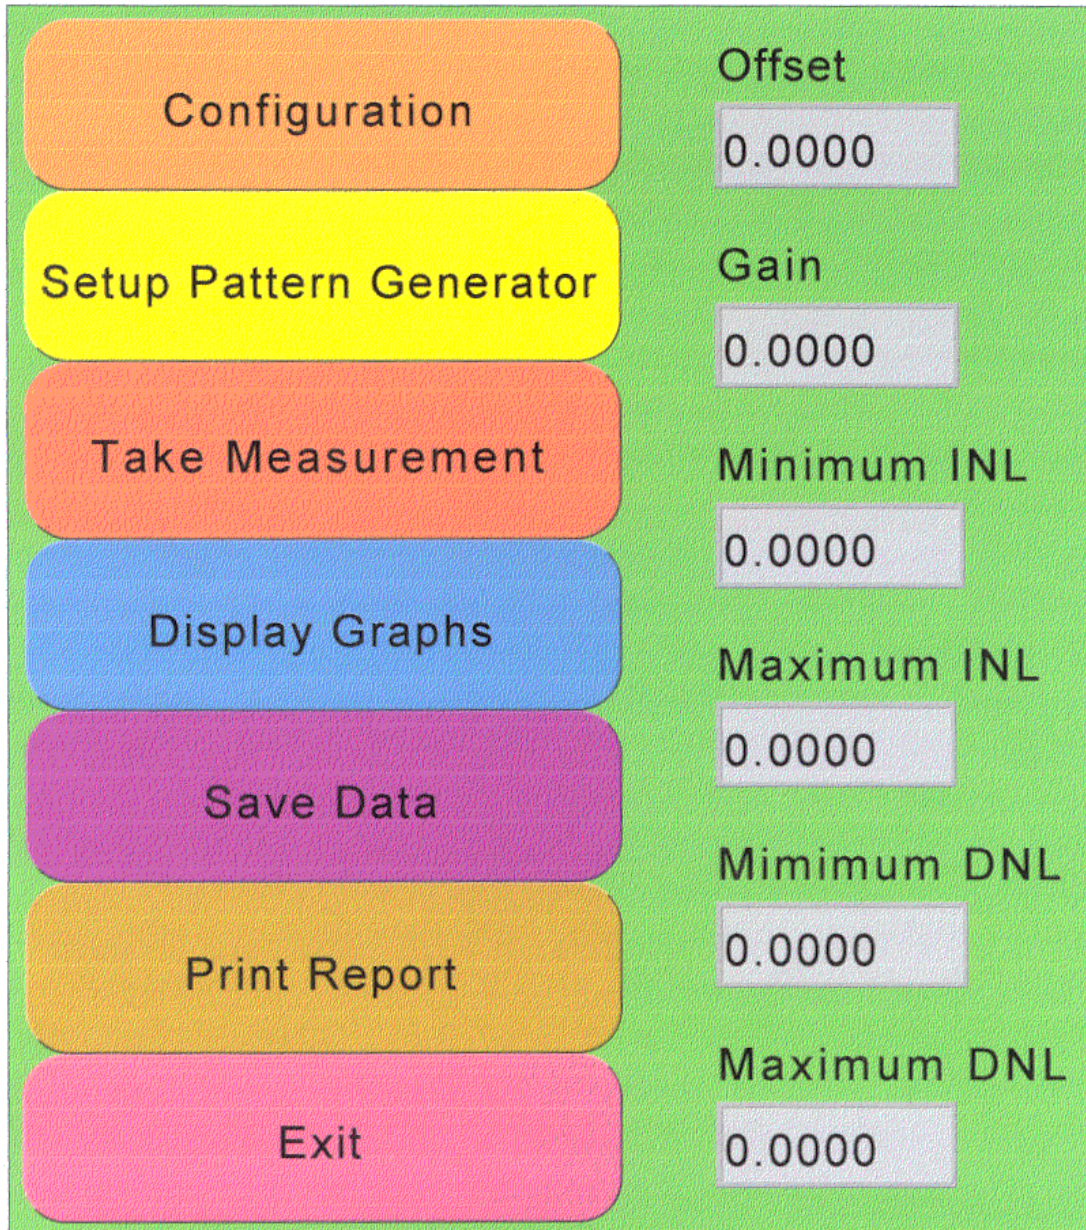 Configuration
Setup Pattern Generator
Take Measurement
Display Graphs
Save Data
Print Report
Exit
Offset
0.0000
Gain
0.0000
Minimum INL
0.0000
Maximum INL
0.0000
Mimimum DNL
0.0000
Maximum DNL
0.0000